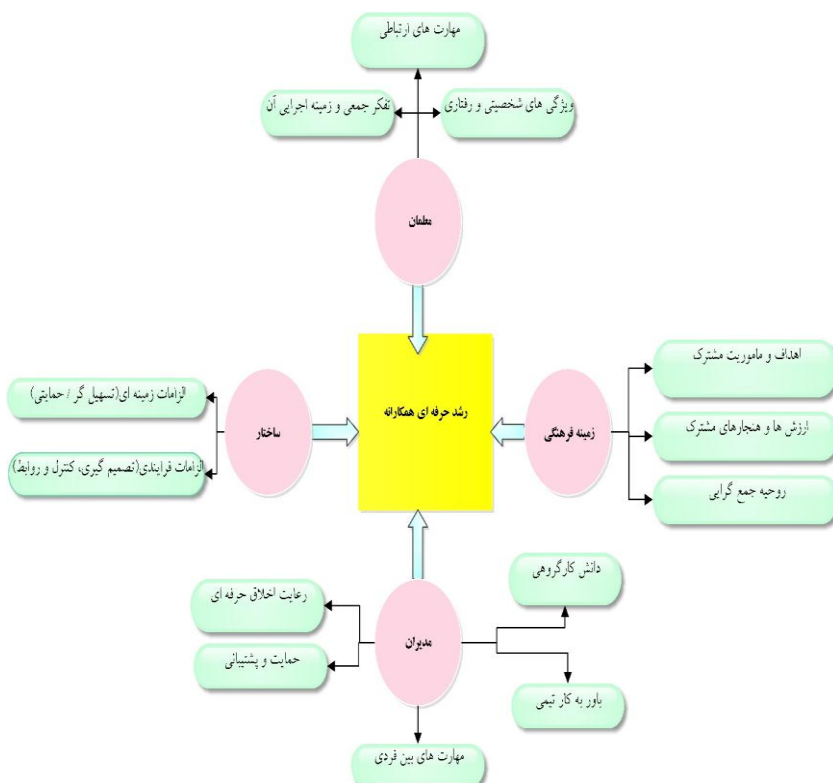 مهارت های ارتباطی
تفکر جمعی و زمینه اجرایی آن
ویژگی های شخصیتی و رفتاری
معلمان
اهداف و ماموریت مشترک
الزامات زمینه ای(تسهیل گر / حمایتی)
رشد حرفه ای همکارانه
ساختار
زمینه فرهنگی
ارزش ها و هنجارهای مشترک
الزامات فرایندی(تصمیم گیری، کنترل و روابط)
روحیه جمع گرایی
دانش کارگروهی
رعایت اخلاق حرفه ای
مدیران
حمایت و پشتیبانی
باور به کار تیمی
مهارت های بین فردی